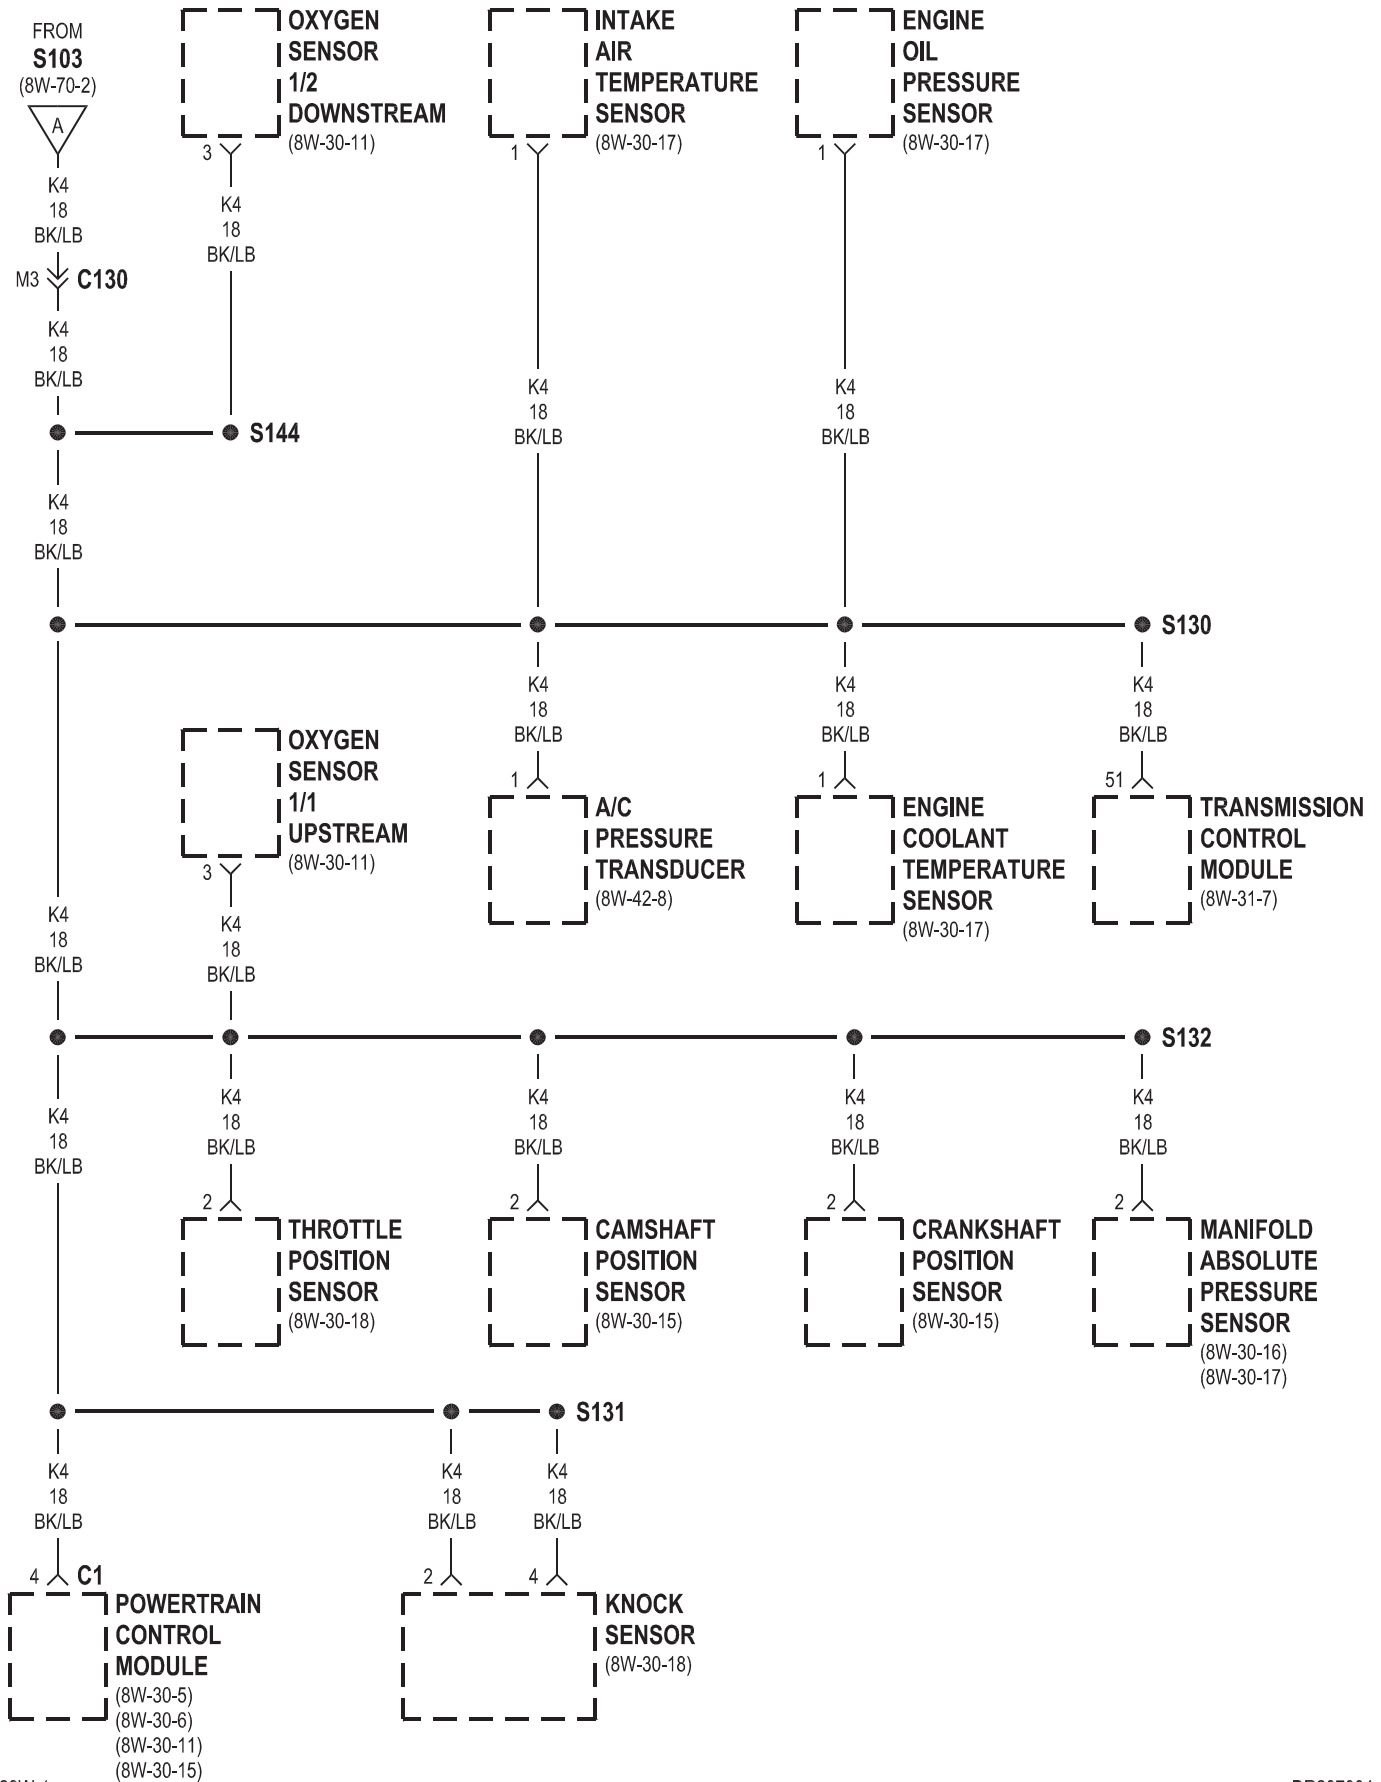 FROM
S103
(8W-70-2)
A
K4
18
BK/LB
M3
C130
K4
18
BK/LB
OXYGEN
SENSOR
1/2
DOWNSTREAM
(8W-30-11)
3
K4
18
BK/LB
S144
INTAKE
AIR
TEMPERATURE
SENSOR
(8W-30-17)
1
K4
18
BK/LB
ENGINE
OIL
PRESSURE
SENSOR
(8W-30-17)
1
K4
18
BK/LB
K4
18
BK/LB
S130
OXYGEN
SENSOR
1/1
UPSTREAM
(8W-30-11)
3
K4
18
BK/LB
K4
18
BK/LB
1
A/C
PRESSURE
TRANSDUCER
(8W-42-8)
K4
18
BK/LB
1
ENGINE
COOLANT
TEMPERATURE
SENSOR
(8W-30-17)
K4
18
BK/LB
51
TRANSMISSION
CONTROL
MODULE
(8W-31-7)
K4
18
BK/LB
S132
K4
18
BK/LB
K4
18
BK/LB
2
THROTTLE
POSITION
SENSOR
(8W-30-18)
K4
18
BK/LB
2
CAMSHAFT
POSITION
SENSOR
(8W-30-15)
K4
18
BK/LB
2
CRANKSHAFT
POSITION
SENSOR
(8W-30-15)
K4
18
BK/LB
2
MANIFOLD
ABSOLUTE
PRESSURE
SENSOR
(8W-30-16)
(8W-30-17)
S131
K4
18
BK/LB
4
C1
POWERTRAIN
CONTROL
MODULE
(8W-30-5)
(8W-30-6)
(8W-30-11)
(8W-30-15)
K4
18
BK/LB
2
K4
18
BK/LB
4
KNOCK
SENSOR
(8W-30-18)